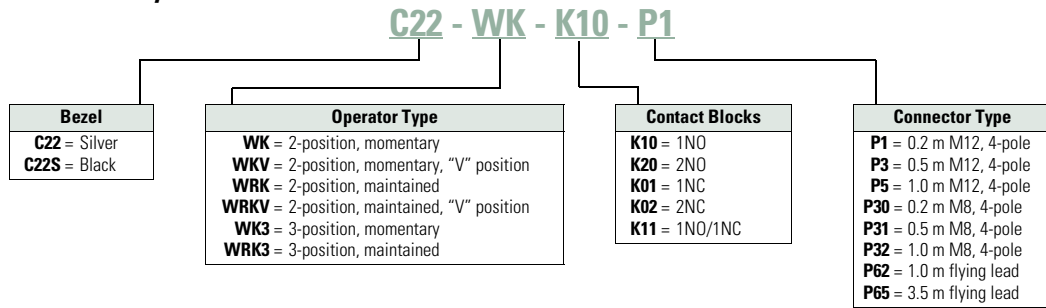 C22 - WK - K10 - P1
Bezel
C22 = Silver
C22S = Black
Operator Type
WK = 2-position, momentary
WKV = 2-position, momentary, “V” position
WRK = 2-position, maintained
WRKV = 2-position, maintained, “V” position
WK3 = 3-position, momentary
WRK3 = 3-position, maintained
Contact Blocks
K10 = 1NO
K20 = 2NO
K01 = 1NC
K02 = 2NC
K11 = 1NO/1NC
Connector Type
P1 = 0.2 m M12, 4-pole
P3 = 0.5 m M12, 4-pole
P5 = 1.0 m M12, 4-pole
P30 = 0.2 m M8, 4-pole
P31 = 0.5 m M8, 4-pole
P32 = 1.0 m M8, 4-pole
P62 = 1.0 m flying lead
P65 = 3.5 m flying lead